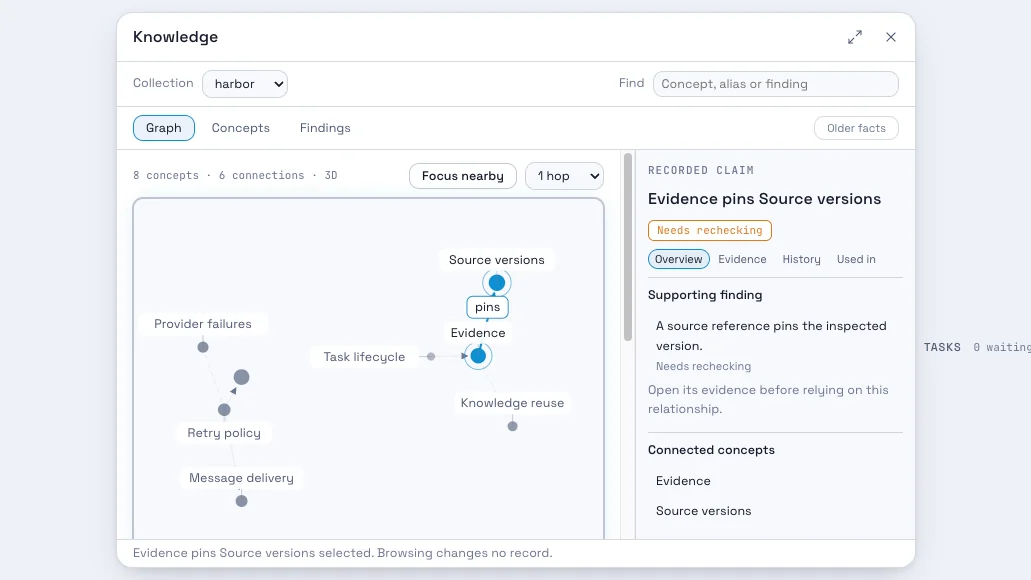 Knowledge
Collection harbor
Find Concept, alias or finding
Graph Concepts Findings
Older facts
8 concepts · 6 connections · 3D
Focus nearby
1 hop
Source versions
pins
Evidence
Provider failures
Task lifecycle
Knowledge reuse
Retry policy
Message delivery
RECORDED CLAIM
Evidence pins Source versions
Needs rechecking
Overview Evidence History Used in
Supporting finding
A source reference pins the inspected
version.
Needs rechecking
Open its evidence before relying on this
relationship.
Connected concepts
Evidence
Source versions
Evidence pins Source versions selected. Browsing changes no record.
TASKS 0 waiting